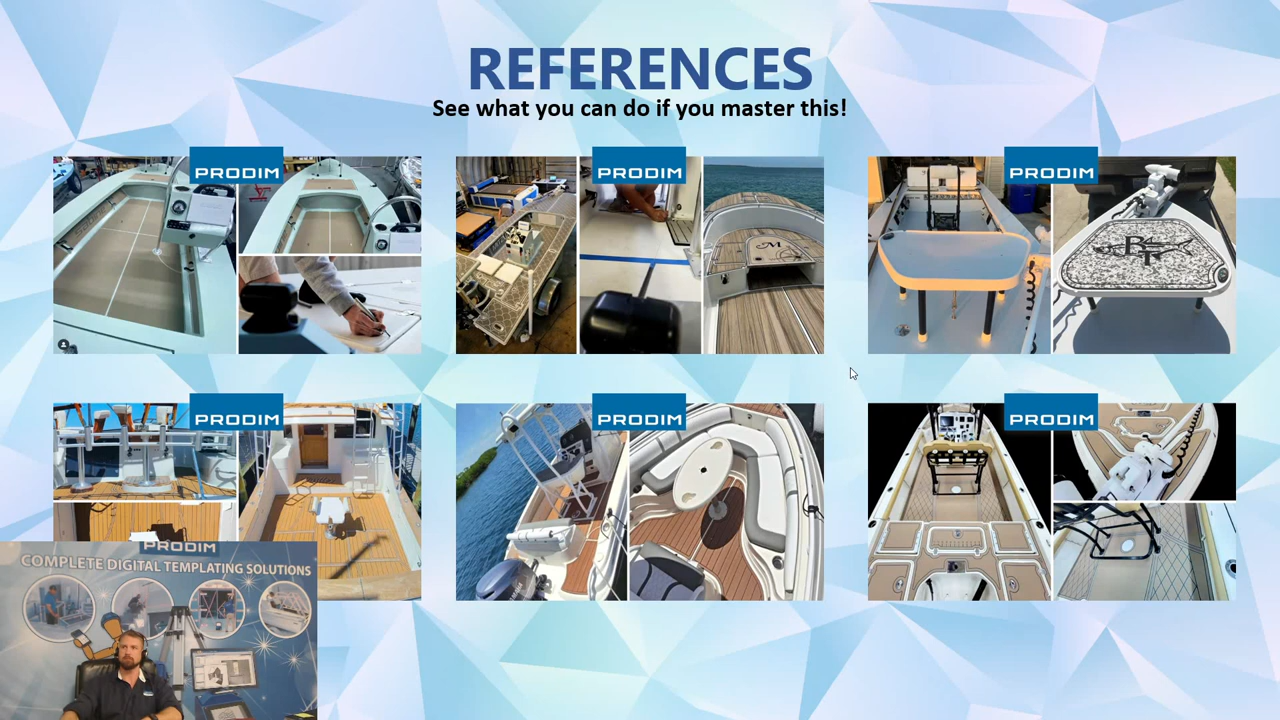 REFERENCES
See what you can do if you master this!
PRODIM
PRODIM
PRODIM
PRODIM
PRODIM
PRODIM
PRODIM
COMPLETE DIGITAL TEMPLATING SOLUTIONS